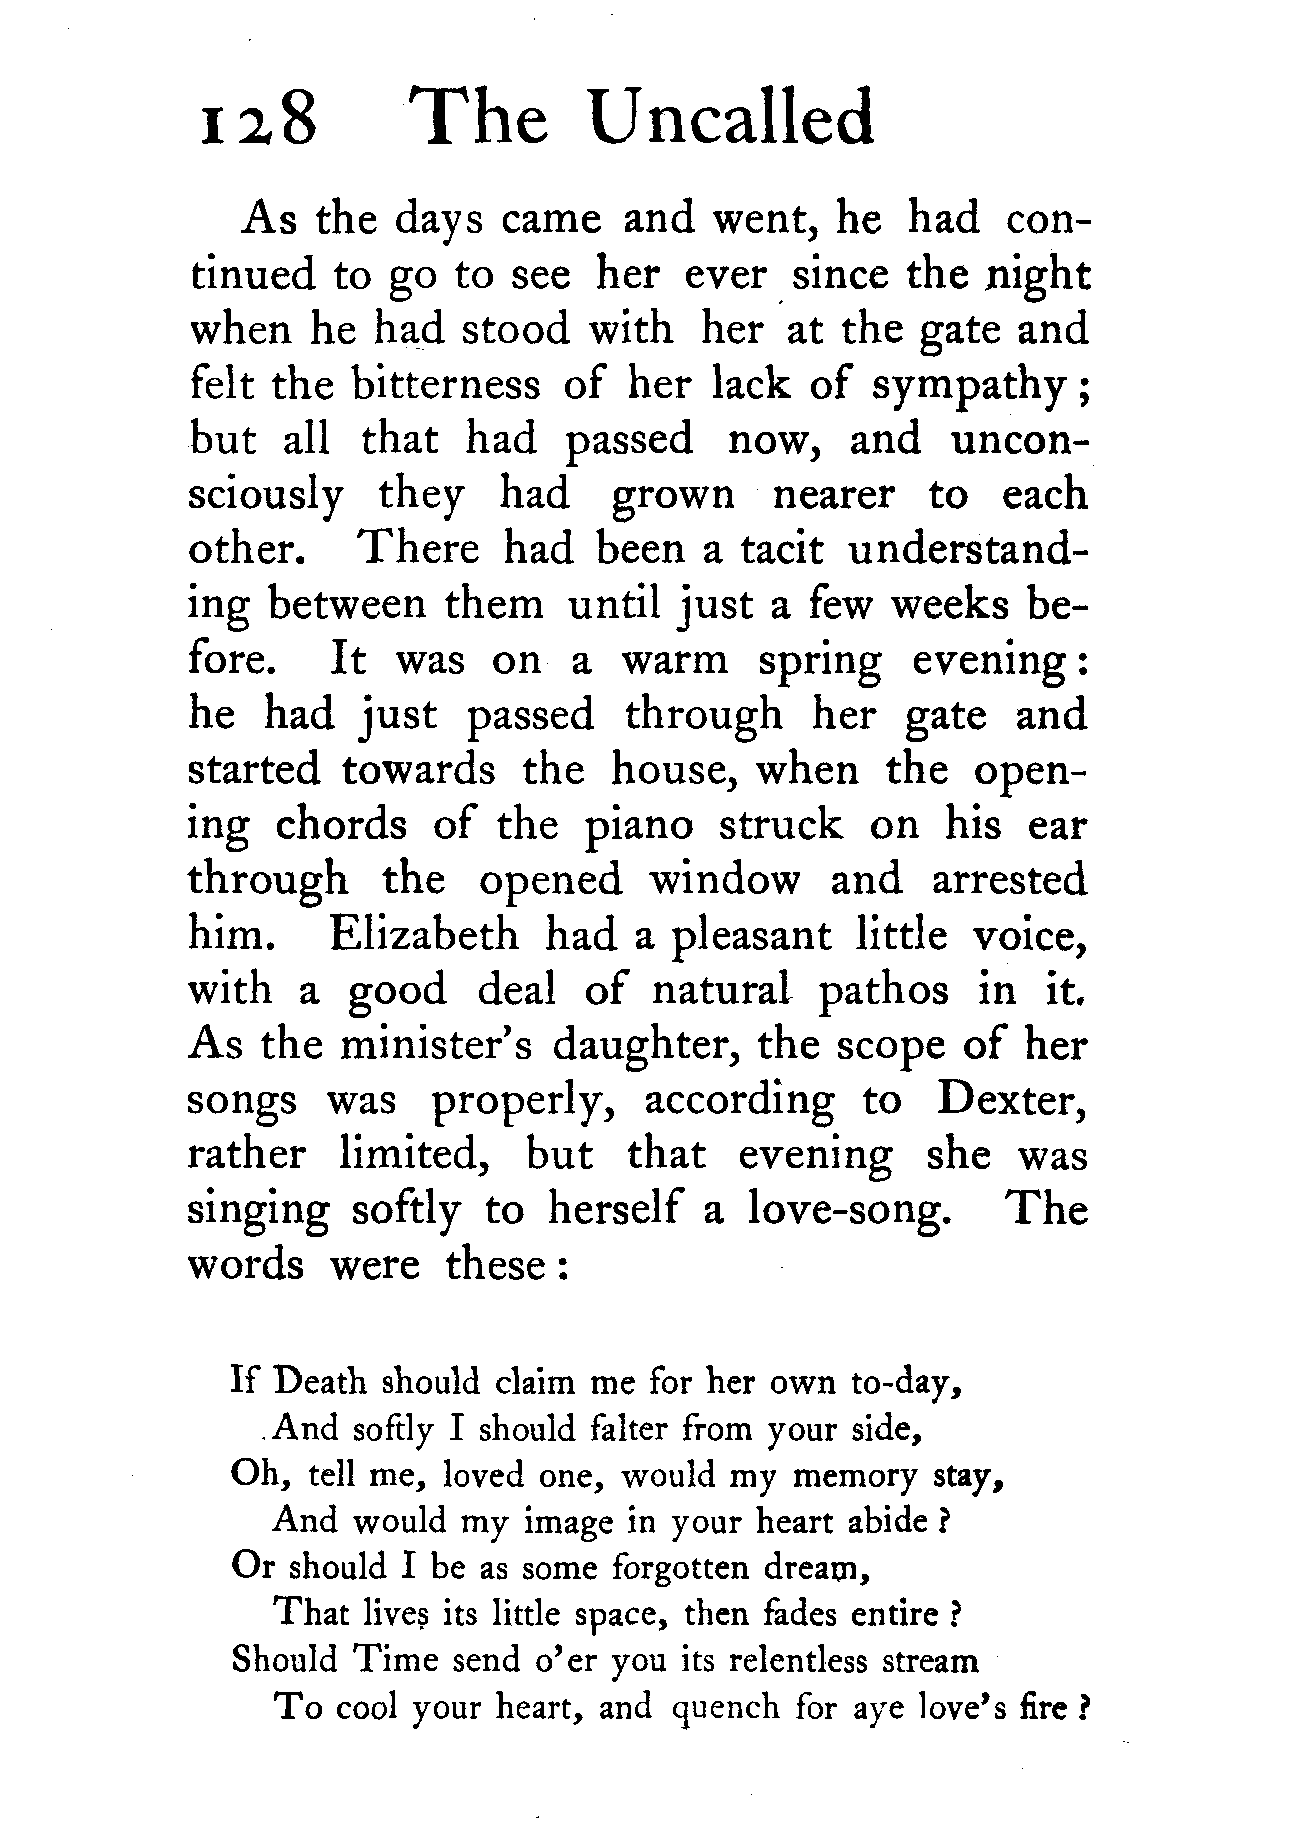 128 The Uncalled
As the days came and went, he had con-
tinued to go to see her ever since the night
when he had stood with her at the gate and
felt the bitterness of her lack of sympathy ;
but all that had passed now, and uncon-
sciously they had grown nearer to each
other. There had been a tacit understand-
ing between them until just a few weeks be-
fore. It was on a warm spring evening :
he had just passed through her gate and
started towards the house, when the open-
ing chords of the piano struck on his ear
through the opened window and arrested
him. Elizabeth had a pleasant little voice,
with a good deal of natural pathos in it.
As the minister's daughter, the scope of her
songs was properly, according to Dexter,
rather limited, but that evening she was
singing softly to herself a love-song. The
words were these :
If Death should claim me for her own to-day,
And softly I should falter from your side,
Oh, tell me, loved one, would my memory stay,
And would my image in your heart abide ?
Or should I be as some forgotten dream,
That lives its little space, then fades entire ?
Should Time send o'er you its relentless stream
To cool your heart, and quench for aye love's fire ?